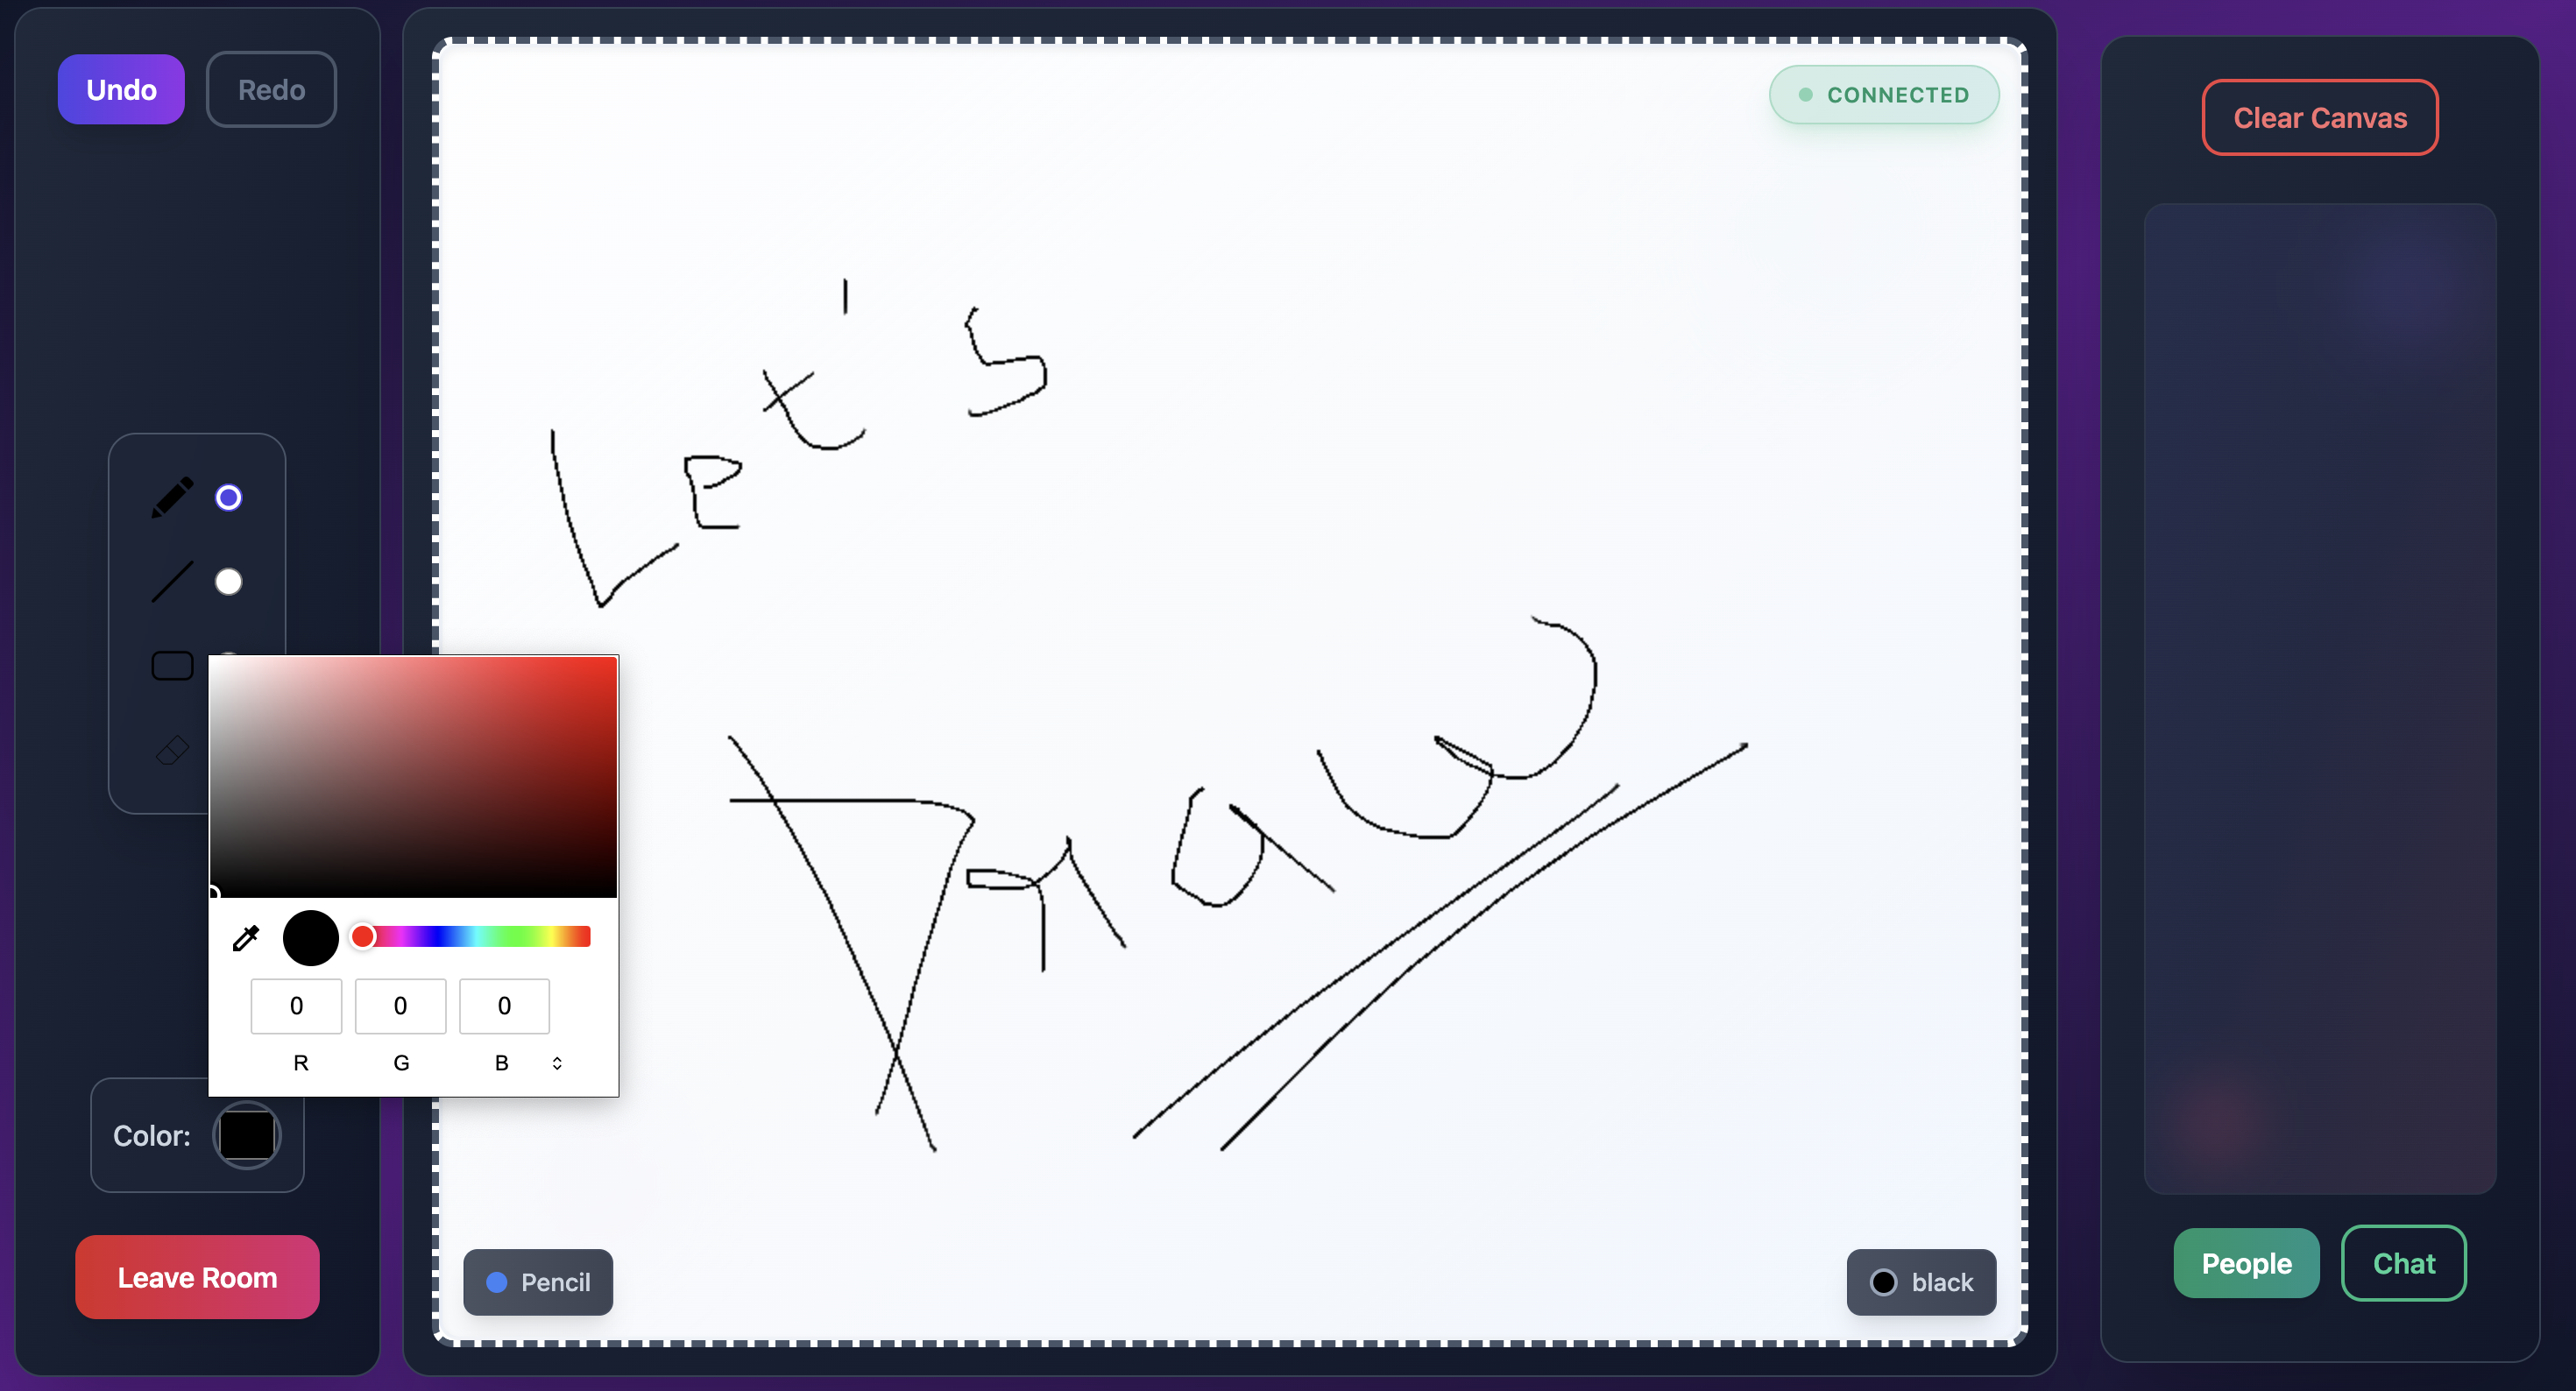 Undo
Redo
CONNECTED
Clear Canvas
Let's
Draw
0 0 0
R G B
Color:
Leave Room
Pencil
black
People
Chat